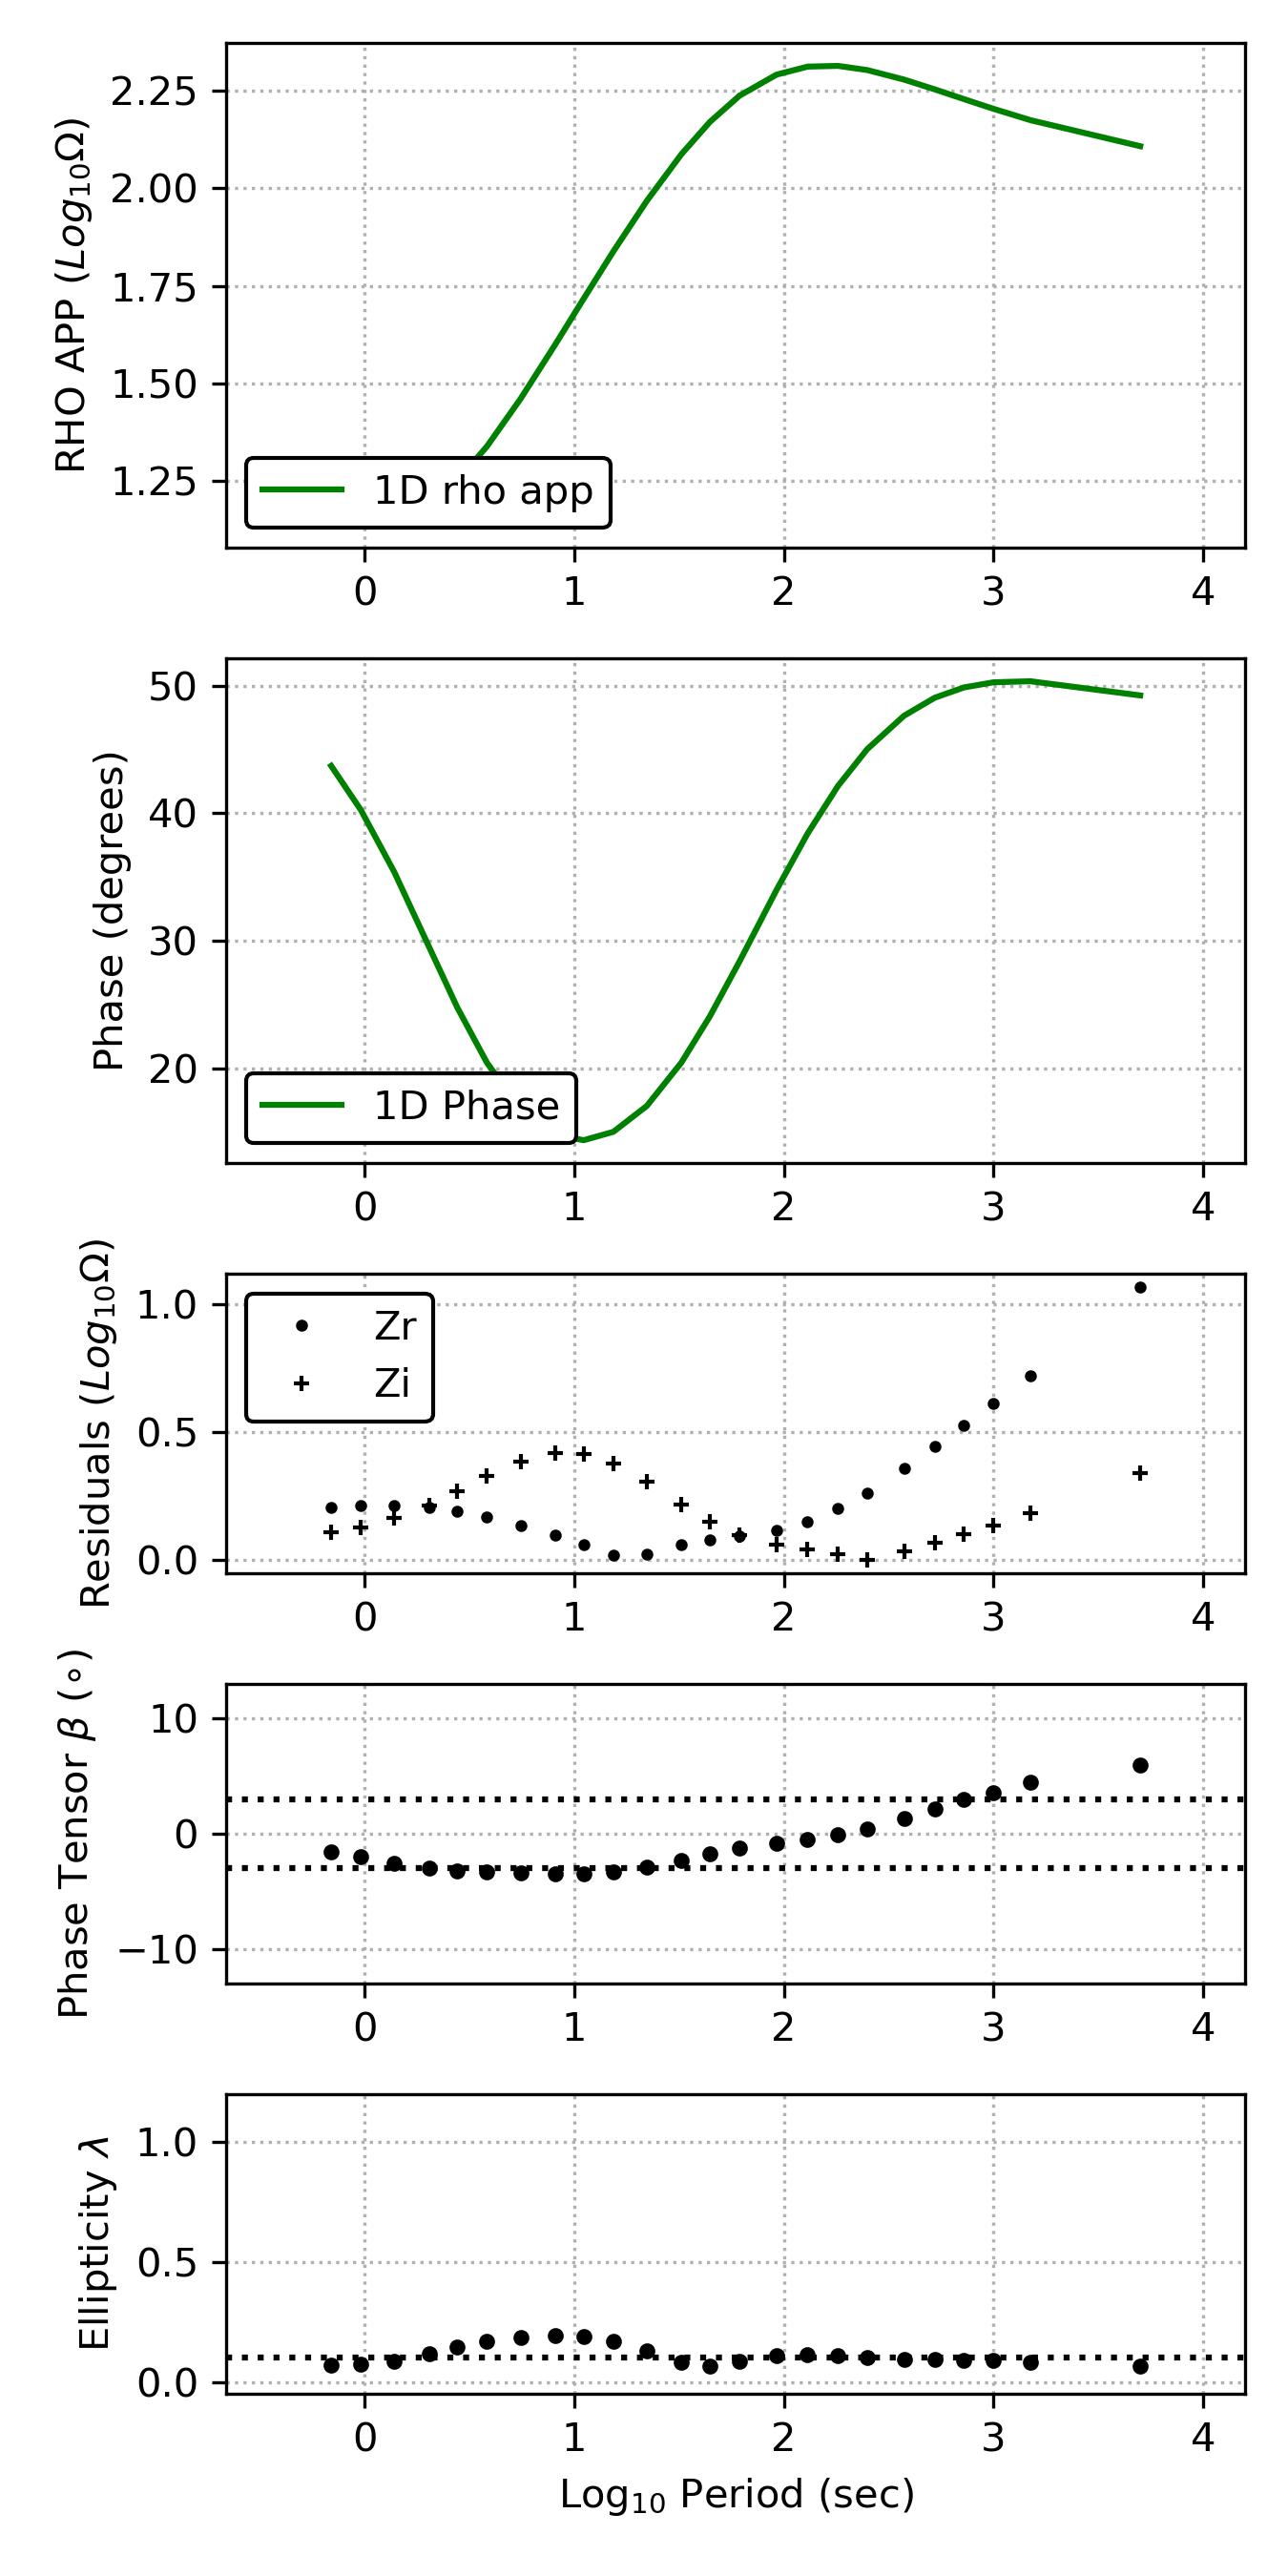 RHO APP (Log₁₀Ω)
2.25
2.00
1.75
1.50
1.25
1D rho app
0 1 2 3 4
Phase (degrees)
50
40
30
20
1D Phase
0 1 2 3 4
Residuals (Log₁₀Ω)
1.0
0.5
0.0
Zr
Zi
0 1 2 3 4
Phase Tensor β (∘)
10
0
−10
0 1 2 3 4
Ellipticity λ
1.0
0.5
0.0
0 1 2 3 4
Log₁₀ Period (sec)